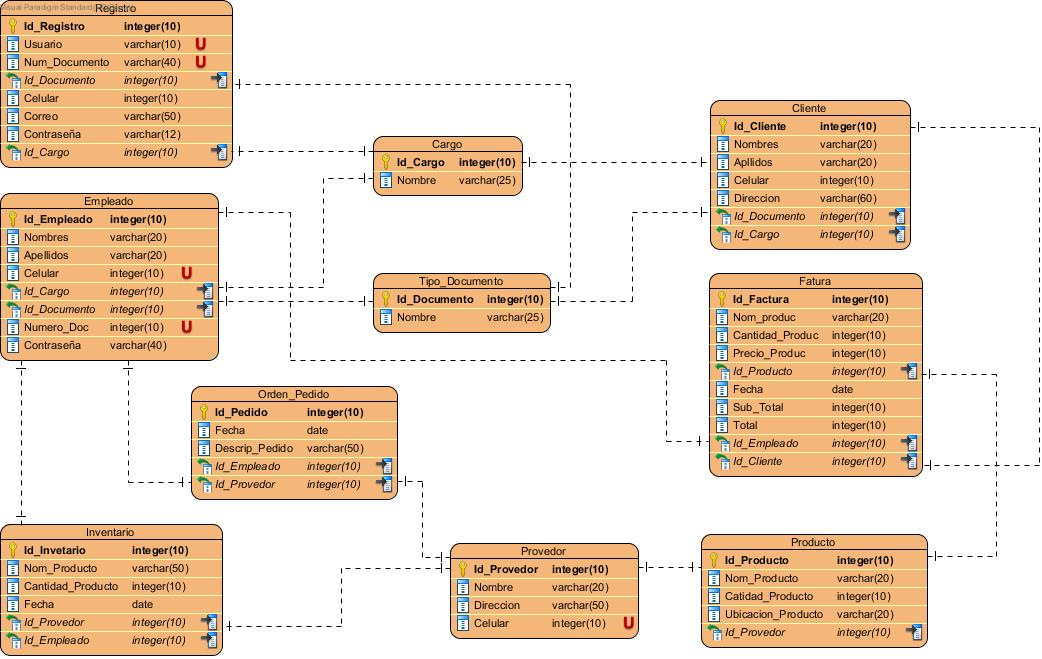 Visual Paradigm Standard
Registro
Id_Registro integer(10)
Usuario varchar(10) U
Num_Documento varchar(40) U
Id_Documento integer(10)
Celular integer(10)
Correo varchar(50)
Contraseña varchar(12)
Id_Cargo integer(10)
Empleado
Id_Empleado integer(10)
Nombres varchar(20)
Apellidos varchar(20)
Celular integer(10) U
Id_Cargo integer(10)
Id_Documento integer(10)
Numero_Doc integer(10) U
Contraseña varchar(40)
Cargo
Id_Cargo integer(10)
Nombre varchar(25)
Tipo_Documento
Id_Documento integer(10)
Nombre varchar(25)
Cliente
Id_Cliente integer(10)
Nombres varchar(20)
Apllidos varchar(20)
Celular integer(10)
Direccion varchar(60)
Id_Documento integer(10)
Id_Cargo integer(10)
Fatura
Id_Factura integer(10)
Nom_produc varchar(20)
Cantidad_Produc integer(10)
Precio_Produc integer(10)
Id_Producto integer(10)
Fecha date
Sub_Total integer(10)
Total integer(10)
Id_Empleado integer(10)
Id_Cliente integer(10)
Orden_Pedido
Id_Pedido integer(10)
Fecha date
Descrip_Pedido varchar(50)
Id_Empleado integer(10)
Id_Provedor integer(10)
Inventario
Id_Invetario integer(10)
Nom_Producto varchar(50)
Cantidad_Producto integer(10)
Fecha date
Id_Provedor integer(10)
Id_Empleado integer(10)
Provedor
Id_Provedor integer(10)
Nombre varchar(20)
Direccion varchar(50)
Celular integer(10) U
Producto
Id_Producto integer(10)
Nom_Producto varchar(20)
Catidad_Producto integer(10)
Ubicacion_Producto varchar(20)
Id_Provedor integer(10)